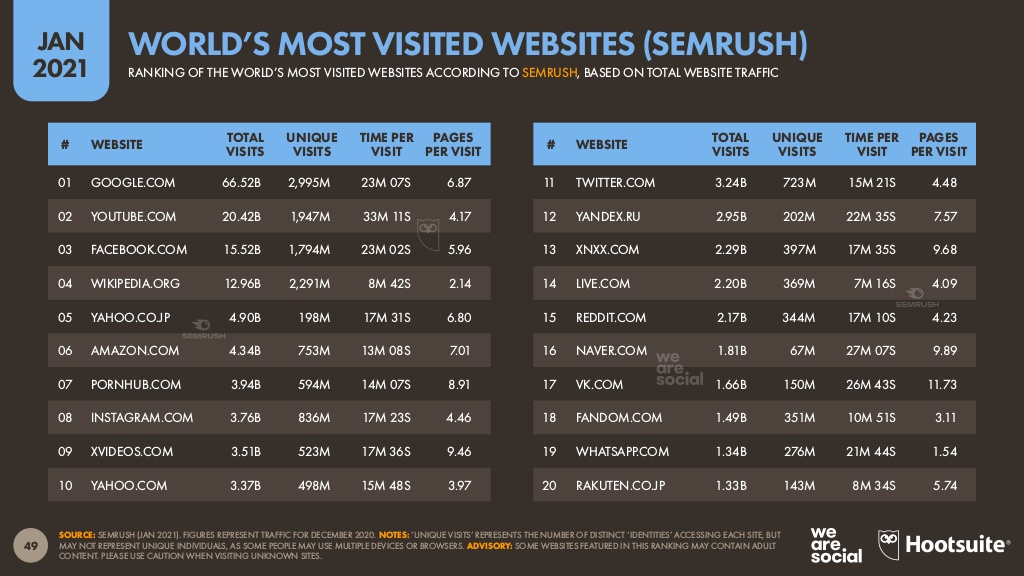 JAN
2021
WORLD'S MOST VISITED WEBSITES (SEMRUSH)
RANKING OF THE WORLD'S MOST VISITED WEBSITES ACCORDING TO SEMRUSH, BASED ON TOTAL WEBSITE TRAFFIC
# WEBSITE TOTAL VISITS UNIQUE VISITS TIME PER VISIT PAGES PER VISIT
01 GOOGLE.COM 66.52B 2,995M 23M 07S 6.87
02 YOUTUBE.COM 20.42B 1,947M 33M 11S 4.17
03 FACEBOOK.COM 15.52B 1,794M 23M 02S 5.96
04 WIKIPEDIA.ORG 12.96B 2,291M 8M 42S 2.14
05 YAHOO.CO.JP 4.90B 198M 17M 31S 6.80
06 AMAZON.COM 4.34B 753M 13M 08S 7.01
07 PORNHUB.COM 3.94B 594M 14M 07S 8.91
08 INSTAGRAM.COM 3.76B 836M 17M 23S 4.46
09 XVIDEOS.COM 3.51B 523M 17M 36S 9.46
10 YAHOO.COM 3.37B 498M 15M 48S 3.97
# WEBSITE TOTAL VISITS UNIQUE VISITS TIME PER VISIT PAGES PER VISIT
11 TWITTER.COM 3.24B 723M 15M 21S 4.48
12 YANDEX.RU 2.95B 202M 22M 35S 7.57
13 XNXX.COM 2.29B 397M 17M 35S 9.68
14 LIVE.COM 2.20B 369M 7M 16S 4.09
15 REDDIT.COM 2.17B 344M 17M 10S 4.23
16 NAVER.COM 1.81B 67M 27M 07S 9.89
17 VK.COM 1.66B 150M 26M 43S 11.73
18 FANDOM.COM 1.49B 351M 10M 51S 3.11
19 WHATSAPP.COM 1.34B 276M 21M 44S 1.54
20 RAKUTEN.CO.JP 1.33B 143M 8M 34S 5.74
SEMRUSH
SEMRUSH
we
are
social
49
SOURCE: SEMRUSH (JAN 2021). FIGURES REPRESENT TRAFFIC FOR DECEMBER 2020. NOTES: 'UNIQUE VISITS' REPRESENTS THE NUMBER OF DISTINCT 'IDENTITIES' ACCESSING EACH SITE, BUT
MAY NOT REPRESENT UNIQUE INDIVIDUALS, AS SOME PEOPLE MAY USE MULTIPLE DEVICES OR BROWSERS. ADVISORY: SOME WEBSITES FEATURED IN THIS RANKING MAY CONTAIN ADULT
CONTENT. PLEASE USE CAUTION WHEN VISITING UNKNOWN SITES.
we
are
social
Hootsuite®